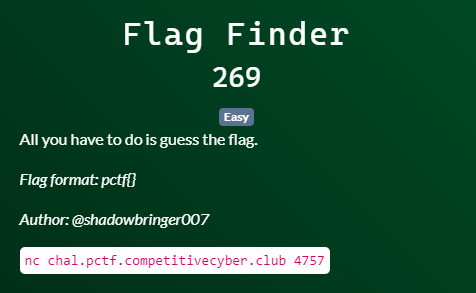 Flag Finder
269
Easy
All you have to do is guess the flag.
Flag format: pctf{}
Author: @shadowbringer007
nc chal.pctf.competitivecyber.club 4757